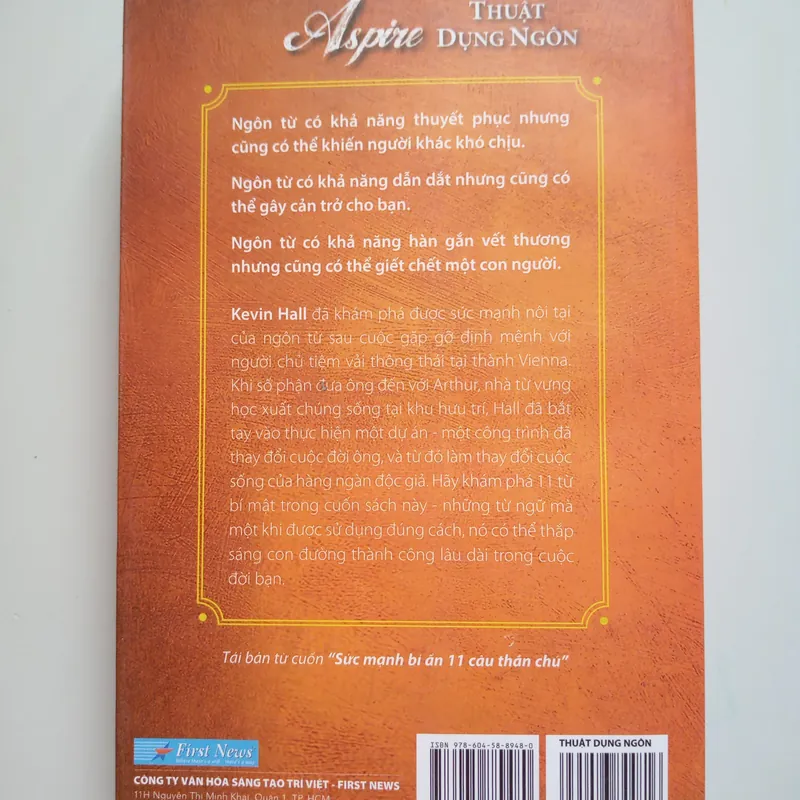 Aspire THUẬT
DỤNG NGÔN
Ngôn từ có khả năng thuyết phục nhưng
cũng có thể khiến người khác khó chịu.
Ngôn từ có khả năng dẫn dắt nhưng cũng có
thể gây cản trở cho bạn.
Ngôn từ có khả năng hàn gắn vết thương
nhưng cũng có thể giết chết một con người.
Kevin Hall đã khám phá được sức mạnh nội tại
của ngôn từ sau cuộc gặp gỡ định mệnh với
người chủ tiệm vải thông thái tại thành Vienna.
Khi số phận đưa ông đến với Arthur, nhà từ vựng
học xuất chúng sống tại khu hưu trí, Hall đã bắt
tay vào thực hiện một dự án - một công trình đã
thay đổi cuộc đời ông, và từ đó làm thay đổi cuộc
sống của hàng ngàn độc giả. Hãy khám phá 11 từ
bí mật trong cuốn sách này - những từ ngữ mà
một khi được sử dụng đúng cách, nó có thể thắp
sáng con đường thành công lâu dài trong cuộc
đời bạn.
Tái bản từ cuốn "Sức mạnh bí ẩn 11 câu thần chú"
First News
CÔNG TY VĂN HÓA SÁNG TẠO TRÍ VIỆT - FIRST NEWS
11H Nguyễn Thị Minh Khai, Quận 1, TP. HCM
ISBN 978-604-58-8948-0
THUẬT DỤNG NGÔN